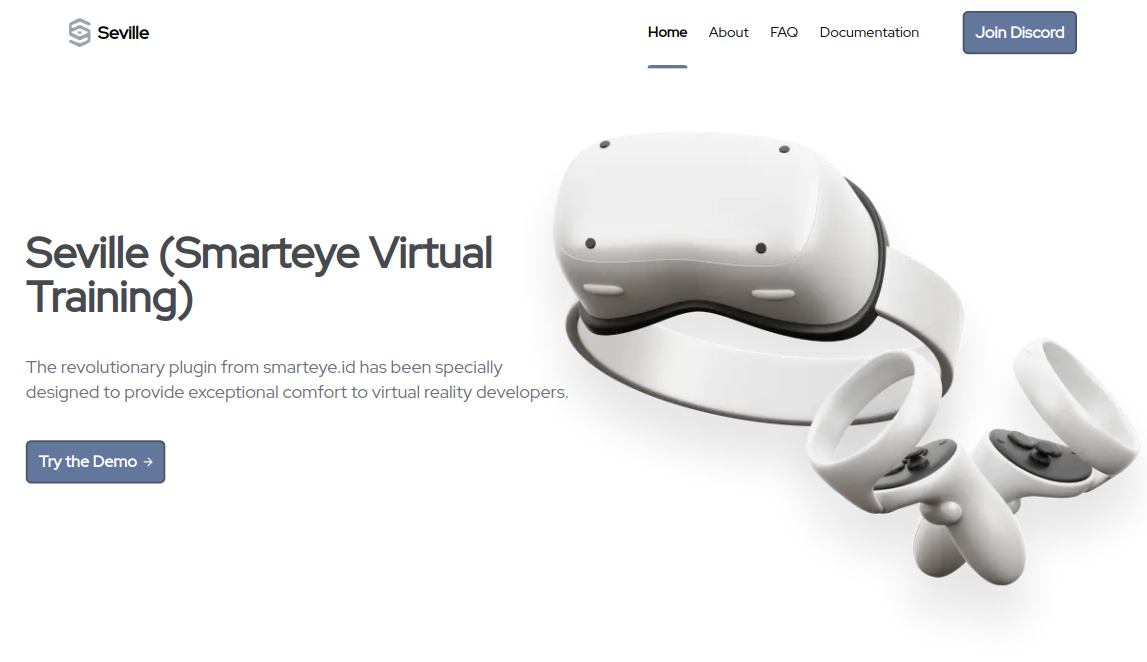 Seville
Home About FAQ Documentation Join Discord
Seville (Smarteye Virtual
Training)
The revolutionary plugin from smarteye.id has been specially
designed to provide exceptional comfort to virtual reality developers.
Try the Demo →